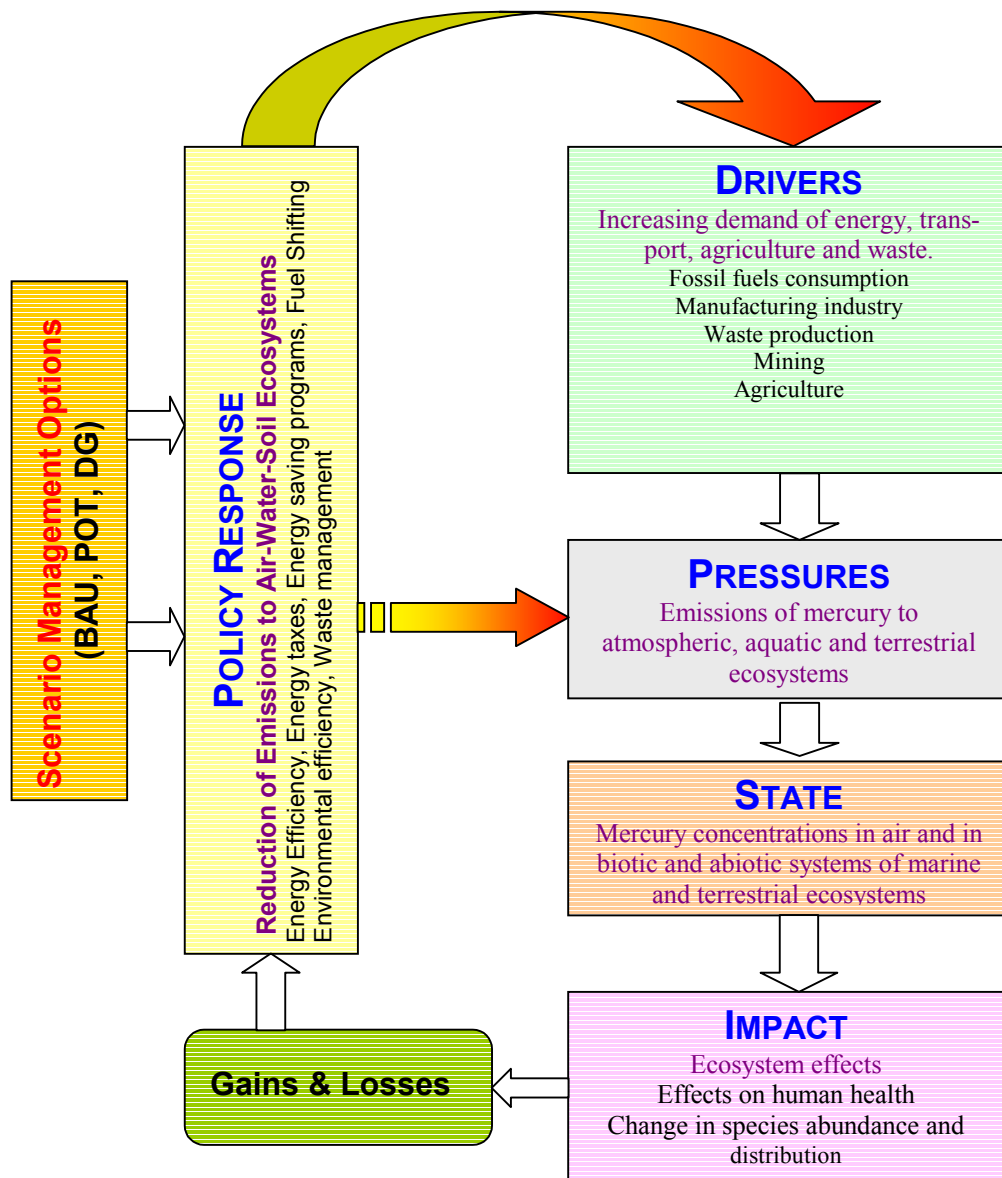 Scenario Management Options
(BAU, POT, DG)
POLICY RESPONSE
Reduction of Emissions to Air-Water-Soil Ecosystems
Energy Efficiency, Energy taxes, Energy saving programs, Fuel Shifting
Environmental efficiency, Waste management
DRIVERS
Increasing demand of energy, trans-
port, agriculture and waste.
Fossil fuels consumption
Manufacturing industry
Waste production
Mining
Agriculture
PRESSURES
Emissions of mercury to
atmospheric, aquatic and terrestrial
ecosystems
STATE
Mercury concentrations in air and in
biotic and abiotic systems of marine
and terrestrial ecosystems
IMPACT
Ecosystem effects
Effects on human health
Change in species abundance and
distribution
Gains & Losses